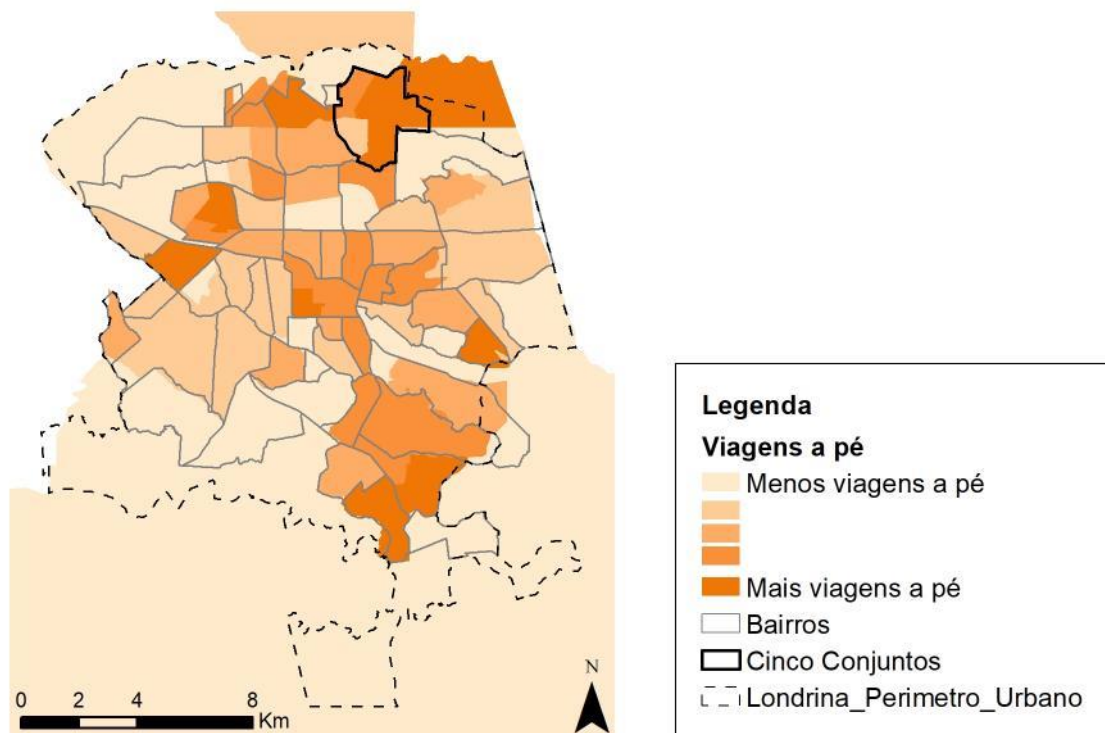 Legenda
Viagens a pé
Menos viagens a pé
Mais viagens a pé
Bairros
Cinco Conjuntos
Londrina_Perimetro_Urbano
N
0 2 4 8
Km